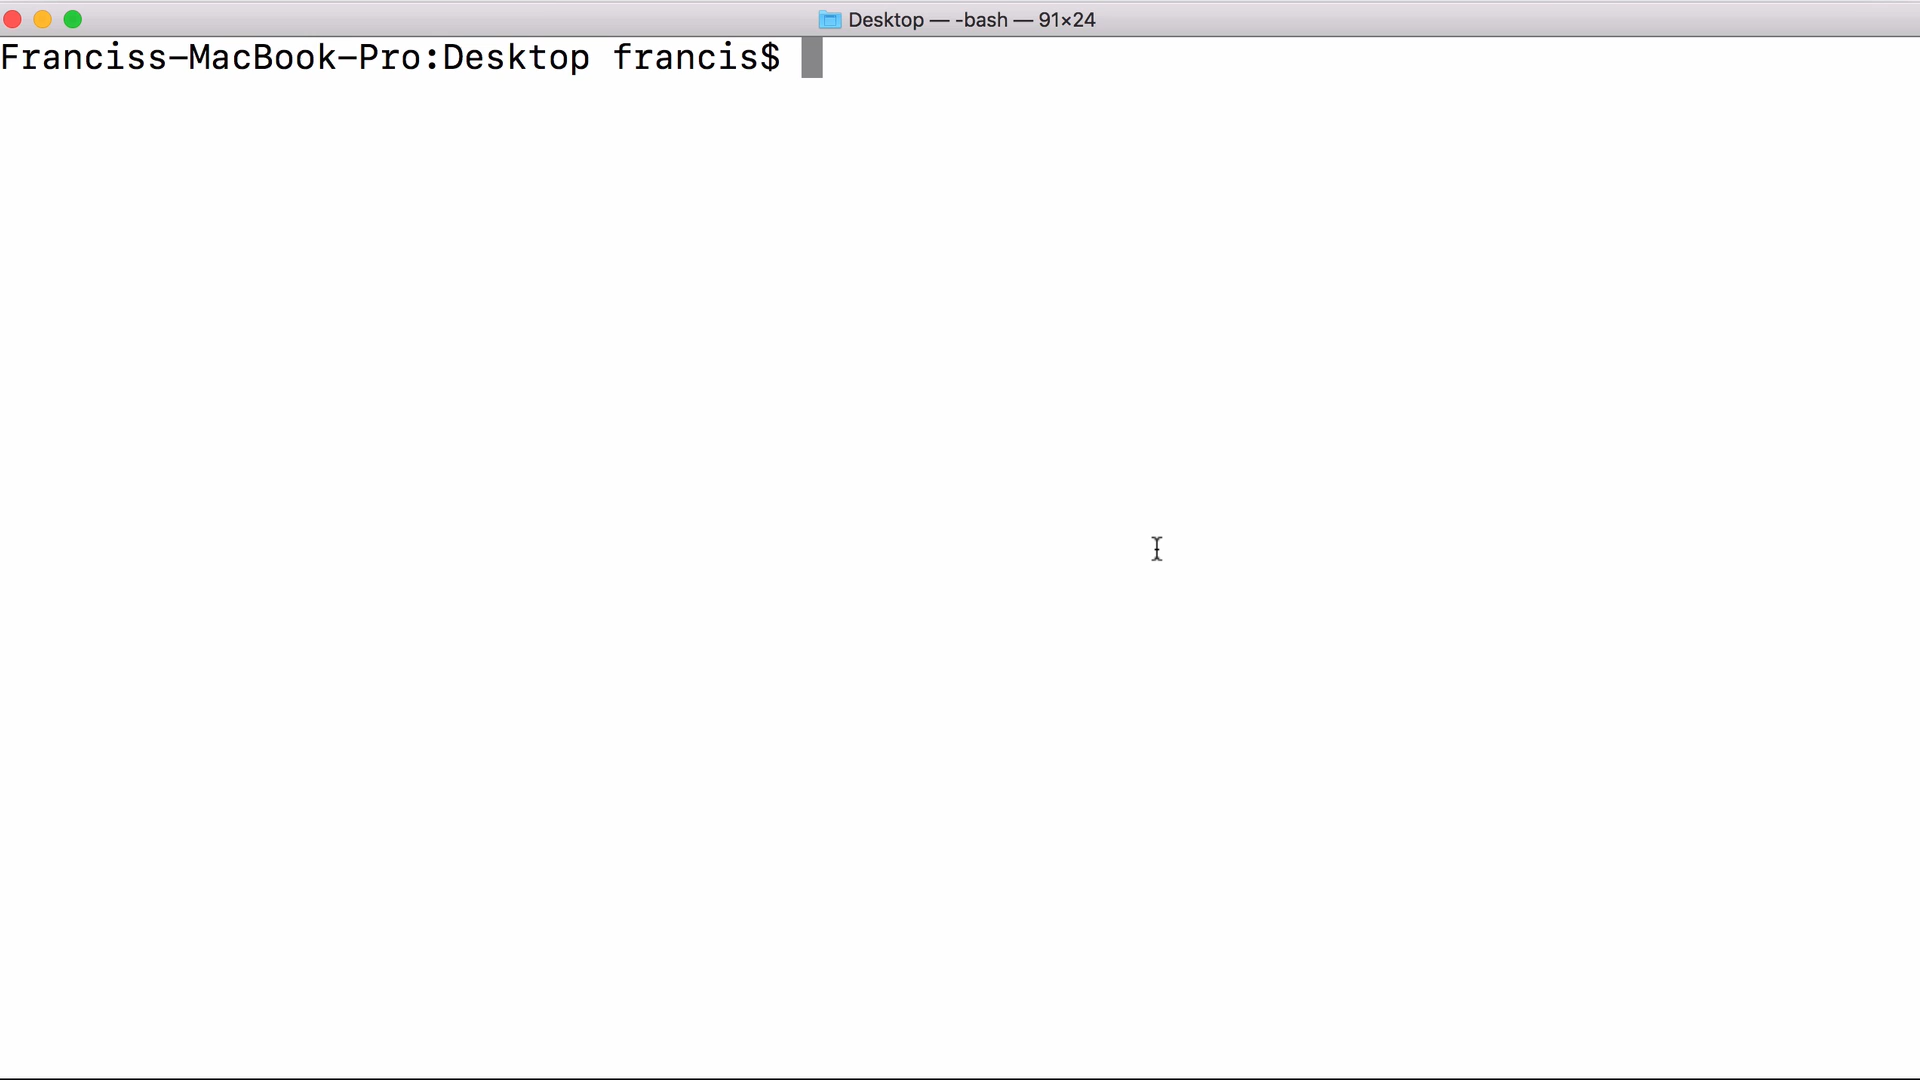 Desktop — -bash — 91×24
Franciss-MacBook-Pro:Desktop francis$